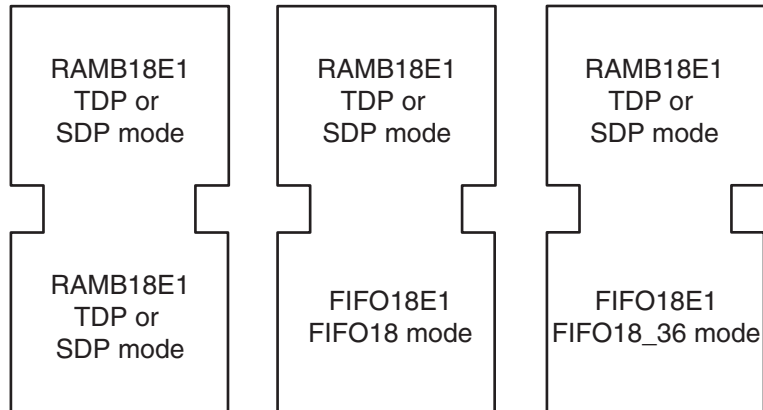 RAMB18E1
TDP or
SDP mode
RAMB18E1
TDP or
SDP mode
RAMB18E1
TDP or
SDP mode
RAMB18E1
TDP or
SDP mode
FIFO18E1
FIFO18 mode
FIFO18E1
FIFO18_36 mode